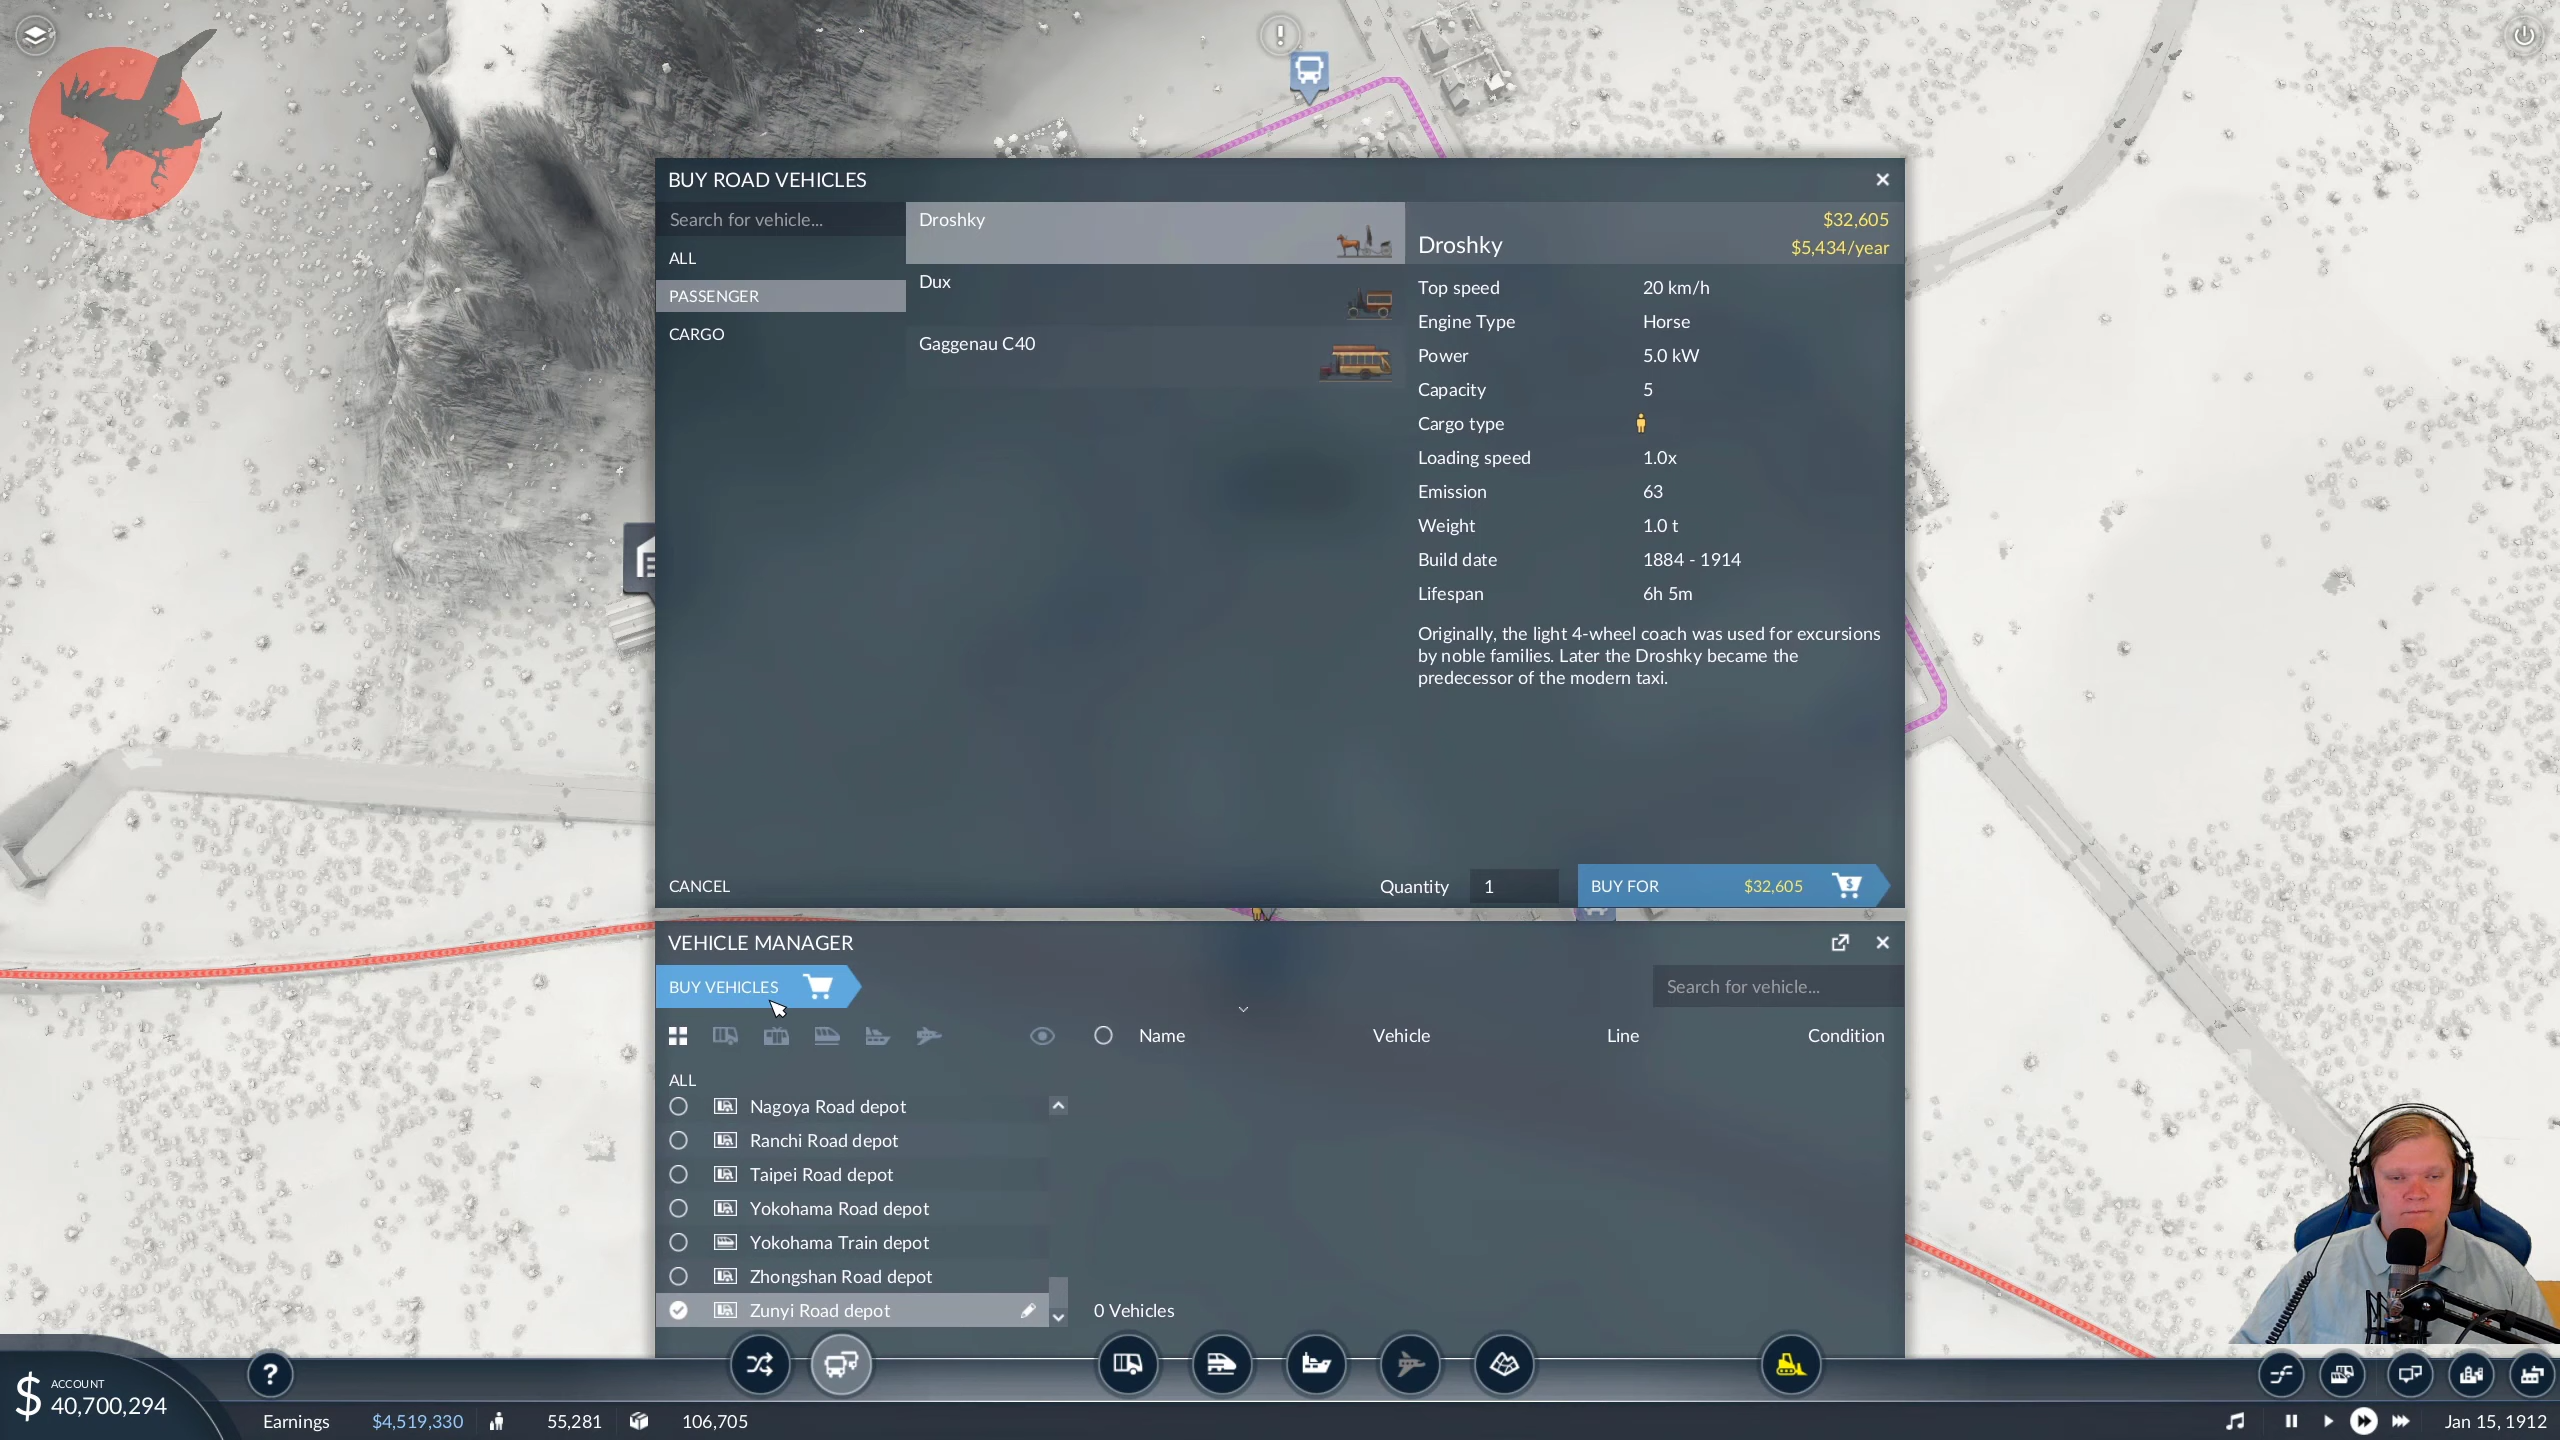 BUY ROAD VEHICLES
Search for vehicle...
ALL
PASSENGER
CARGO
Droshky
Dux
Gaggenau C40
$32,605
Droshky
$5,434/year
Top speed 20 km/h
Engine Type Horse
Power 5.0 kW
Capacity 5
Cargo type
Loading speed 1.0x
Emission 63
Weight 1.0 t
Build date 1884 - 1914
Lifespan 6h 5m
Originally, the light 4-wheel coach was used for excursions
by noble families. Later the Droshky became the
predecessor of the modern taxi.
CANCEL
Quantity 1
BUY FOR $32,605
VEHICLE MANAGER
BUY VEHICLES
Search for vehicle...
Name Vehicle Line Condition
ALL
Nagoya Road depot
Ranchi Road depot
Taipei Road depot
Yokohama Road depot
Yokohama Train depot
Zhongshan Road depot
Zunyi Road depot
0 Vehicles
?
$ ACCOUNT
40,700,294
Earnings $4,519,330 55,281 106,705
Jan 15, 1912